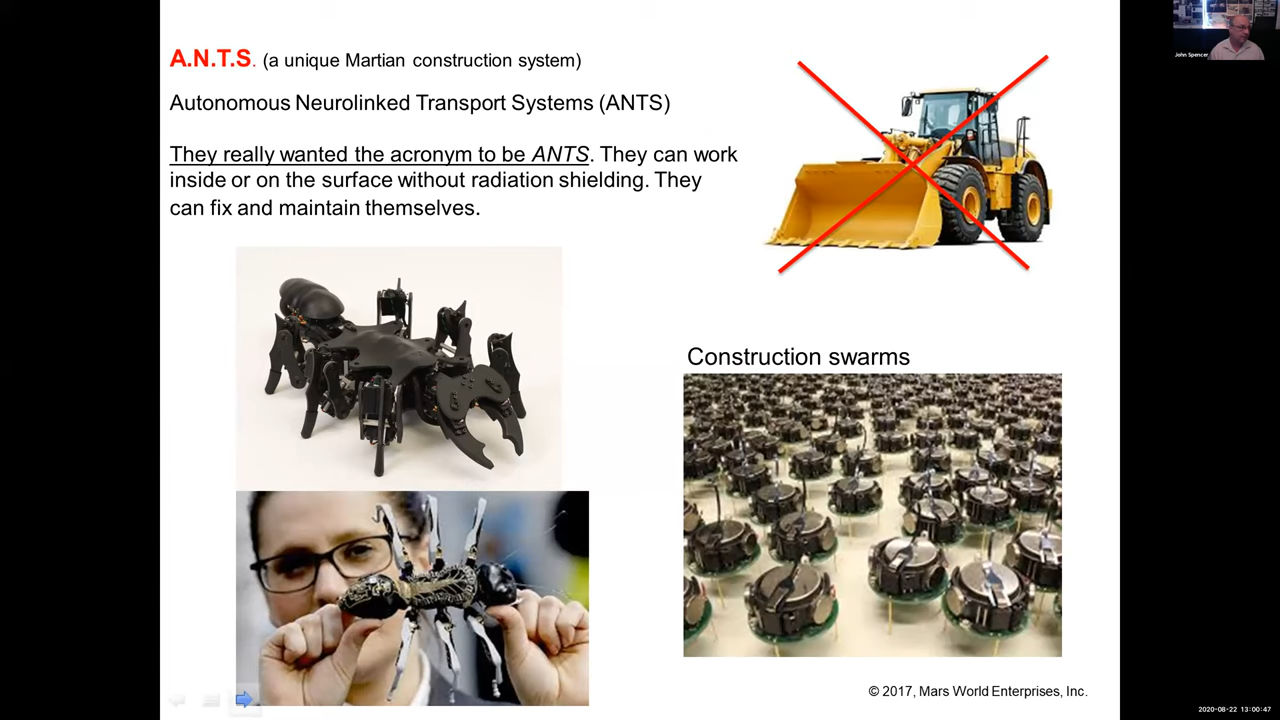 A.N.T.S. (a unique Martian construction system)
Autonomous Neurolinked Transport Systems (ANTS)
They really wanted the acronym to be ANTS. They can work
inside or on the surface without radiation shielding. They
can fix and maintain themselves.
Construction swarms
© 2017, Mars World Enterprises, Inc.
John Spencer
2020-08-22 13:00:47